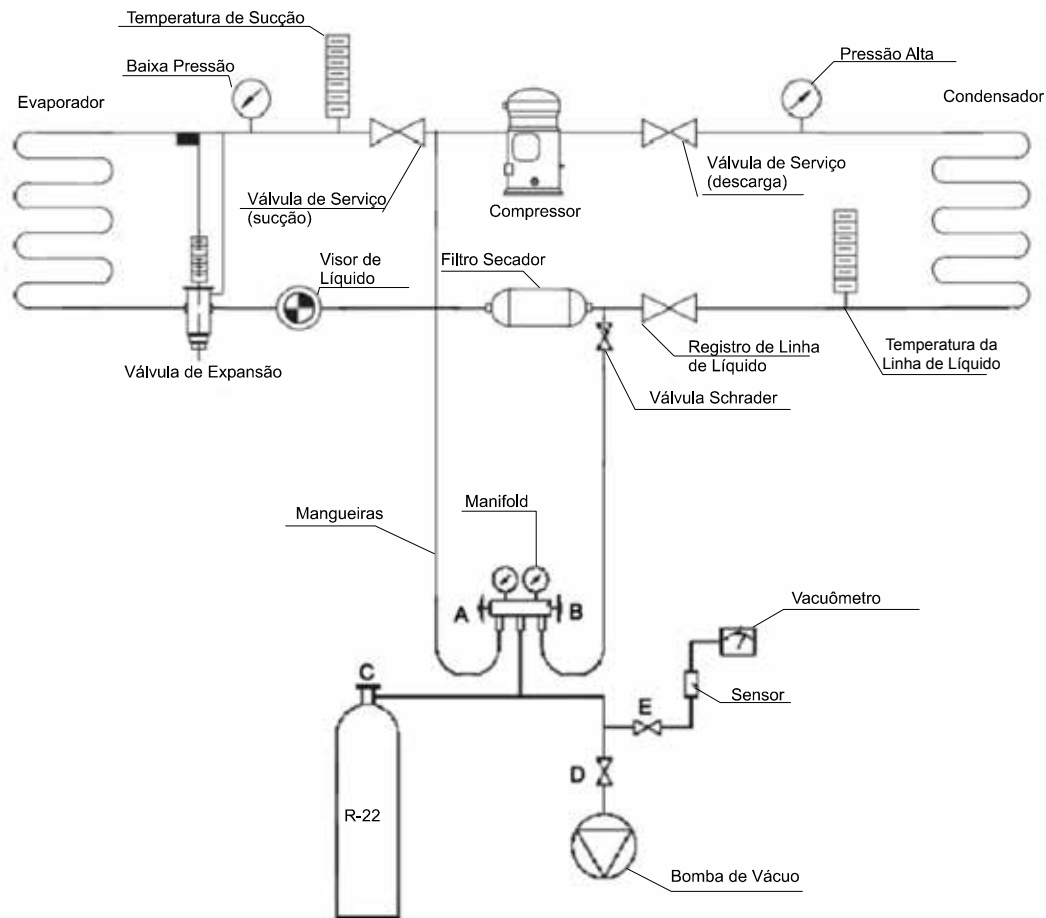 Temperatura de Sucção
Baixa Pressão
Pressão Alta
Evaporador
Condensador
Válvula de Serviço
(sucção)
Compressor
Válvula de Serviço
(descarga)
Visor de
Líquido
Filtro Secador
Válvula de Expansão
Registro de Linha
de Líquido
Temperatura da
Linha de Líquido
Válvula Schrader
Mangueiras
Manifold
A
B
Vacuômetro
C
E
Sensor
D
R-22
Bomba de Vácuo